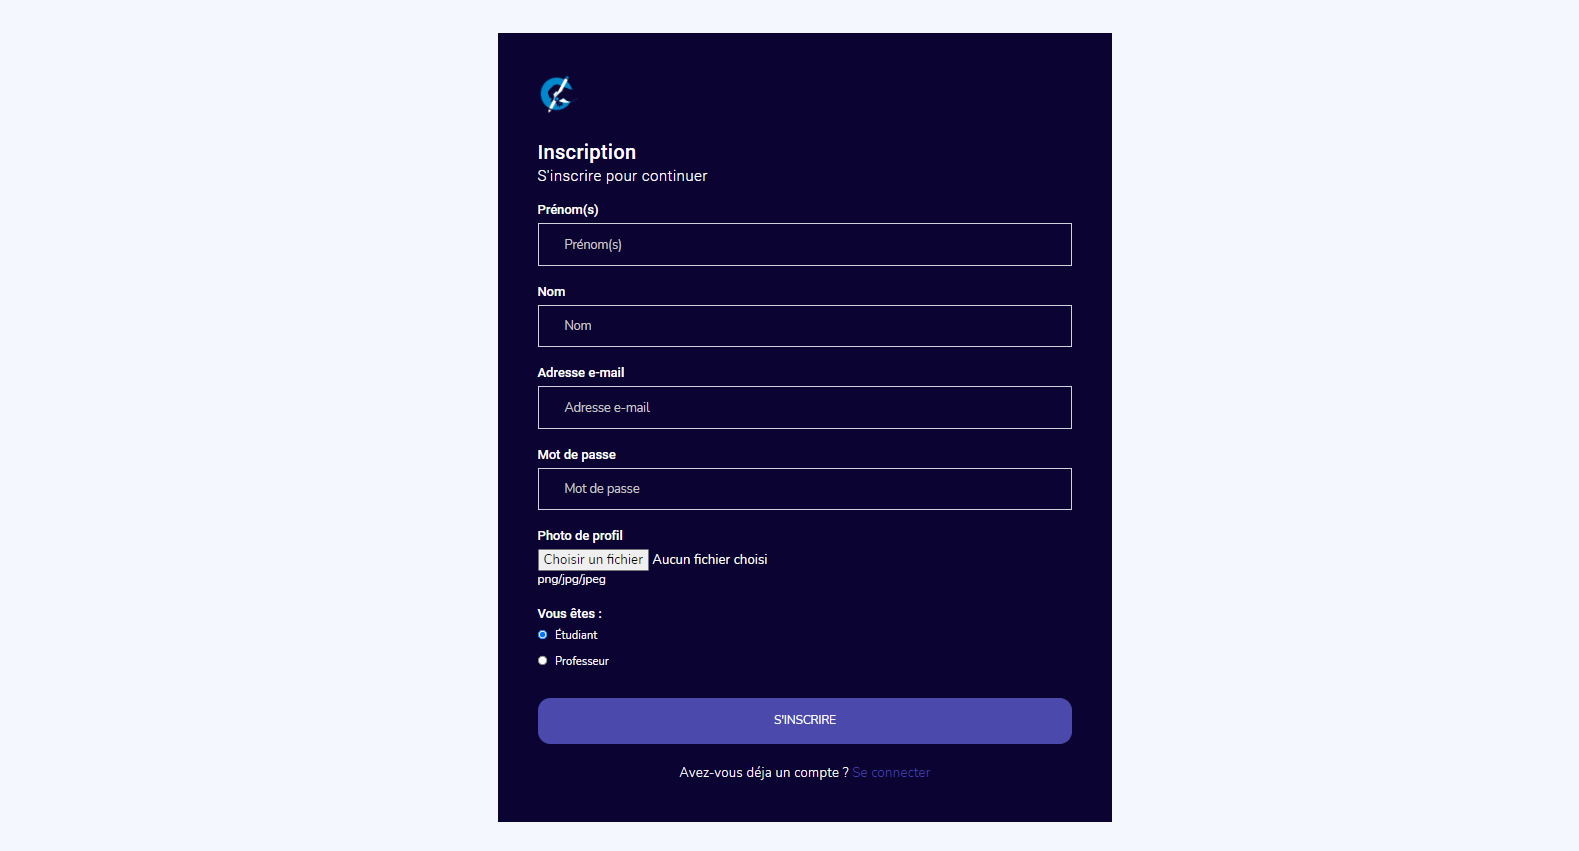 Inscription
S'inscrire pour continuer
Prénom(s)
Prénom(s)
Nom
Nom
Adresse e-mail
Adresse e-mail
Mot de passe
Mot de passe
Photo de profil
Choisir un fichier Aucun fichier choisi
png/jpg/jpeg
Vous êtes :
Étudiant
Professeur
S'INSCRIRE
Avez-vous déja un compte ? Se connecter